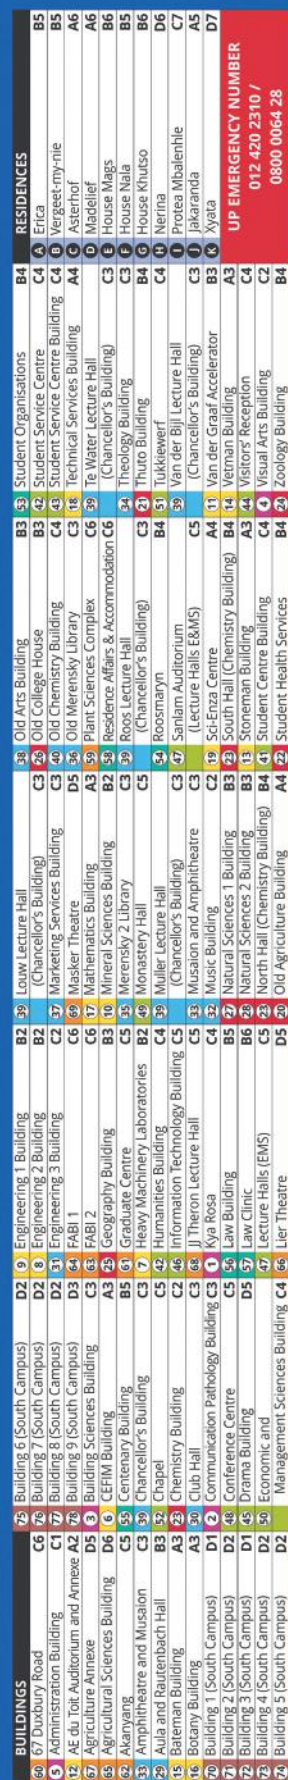 BUILDINGS
60 67 Duxbury Road C6
5 Administration Building C1
12 AE du Toit Auditorium and Annexe A2
67 Agriculture Annexe D5
65 Agricultural Sciences Building D6
62 Akanyang C5
33 Amphitheatre and Musaion C3
29 Aula and Rautenbach Hall B3
15 Bateman Building A3
16 Botany Building A3
70 Building 1 (South Campus) D1
71 Building 2 (South Campus) D2
72 Building 3 (South Campus) D1
73 Building 4 (South Campus) D2
74 Building 5 (South Campus) D2
75 Building 6 (South Campus) D2
76 Building 7 (South Campus) D2
77 Building 8 (South Campus) D2
78 Building 9 (South Campus) D3
3 Building Sciences Building C3
6 CEFIM Building A3
55 Centenary Building B5
39 Chancellor's Building C3
52 Chapel C5
23 Chemistry Building C2
30 Club Hall C3
2 Communication Pathology Building C3
48 Conference Centre C5
45 Drama Building D5
50 Economic and
Management Sciences Building C4
9 Engineering 1 Building B2
8 Engineering 2 Building B2
31 Engineering 3 Building C2
64 FABI 1 C6
63 FABI 2 C6
25 Geography Building B3
61 Graduate Centre C5
7 Heavy Machinery Laboratories B2
42 Humanities Building C4
46 Information Technology Building C5
68 JJ Theron Lecture Hall C5
1 Kya Rosa C4
56 Law Building B5
57 Law Clinic B6
47 Lecture Halls (EMS) C5
66 Lier Theatre D5
39 Louw Lecture Hall
(Chancellor's Building) C3
37 Marketing Services Building C3
69 Masker Theatre D5
17 Mathematics Building A3
10 Mineral Sciences Building B2
35 Merensky 2 Library C3
49 Monastery Hall C5
39 Muller Lecture Hall
(Chancellor's Building) C3
33 Musaion and Amphitheatre C3
32 Music Building C2
27 Natural Sciences 1 Building B3
28 Natural Sciences 2 Building B3
23 North Hall (Chemistry Building) B4
20 Old Agriculture Building A4
38 Old Arts Building B3
26 Old College House B3
40 Old Chemistry Building C4
36 Old Merensky Library C3
59 Plant Sciences Complex C6
58 Residence Affairs & Accommodation C6
39 Roos Lecture Hall
(Chancellor's Building) C3
54 Roosmaryn B4
47 Sanlam Auditorium
(Lecture Halls E&MS) C5
19 Sci-Enza Centre A4
23 South Hall (Chemistry Building) B4
13 Stoneman Building A3
41 Student Centre Building C4
22 Student Health Services B4
53 Student Organisations B4
42 Student Service Centre C4
43 Student Service Centre Building C4
18 Technical Services Building A4
39 Te Water Lecture Hall
(Chancellor's Building) C3
34 Theology Building C3
21 Thuto Building B4
51 Tukkiewerf C4
39 Van der Bijl Lecture Hall
(Chancellor's Building) C3
11 Van der Graaf Accelerator B3
14 Vetman Building A3
44 Visitors' Reception C4
4 Visual Arts Building C2
24 Zoology Building B4
RESIDENCES
A Erica B5
B Vergeet-my-nie B5
C Asterhof A6
D Madelief A6
E House Mags B6
F House Nala B5
G House Khutso B6
H Nerina D6
I Protea Mbalenhle C7
J Jakaranda A5
K Xyata D7
UP EMERGENCY NUMBER
012 420 2310 /
0800 0064 28